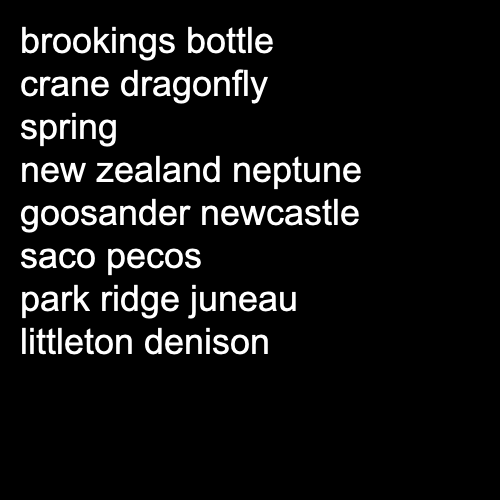 brookings bottle
crane dragonfly
spring
new zealand neptune
goosander newcastle
saco pecos
park ridge juneau
littleton denison